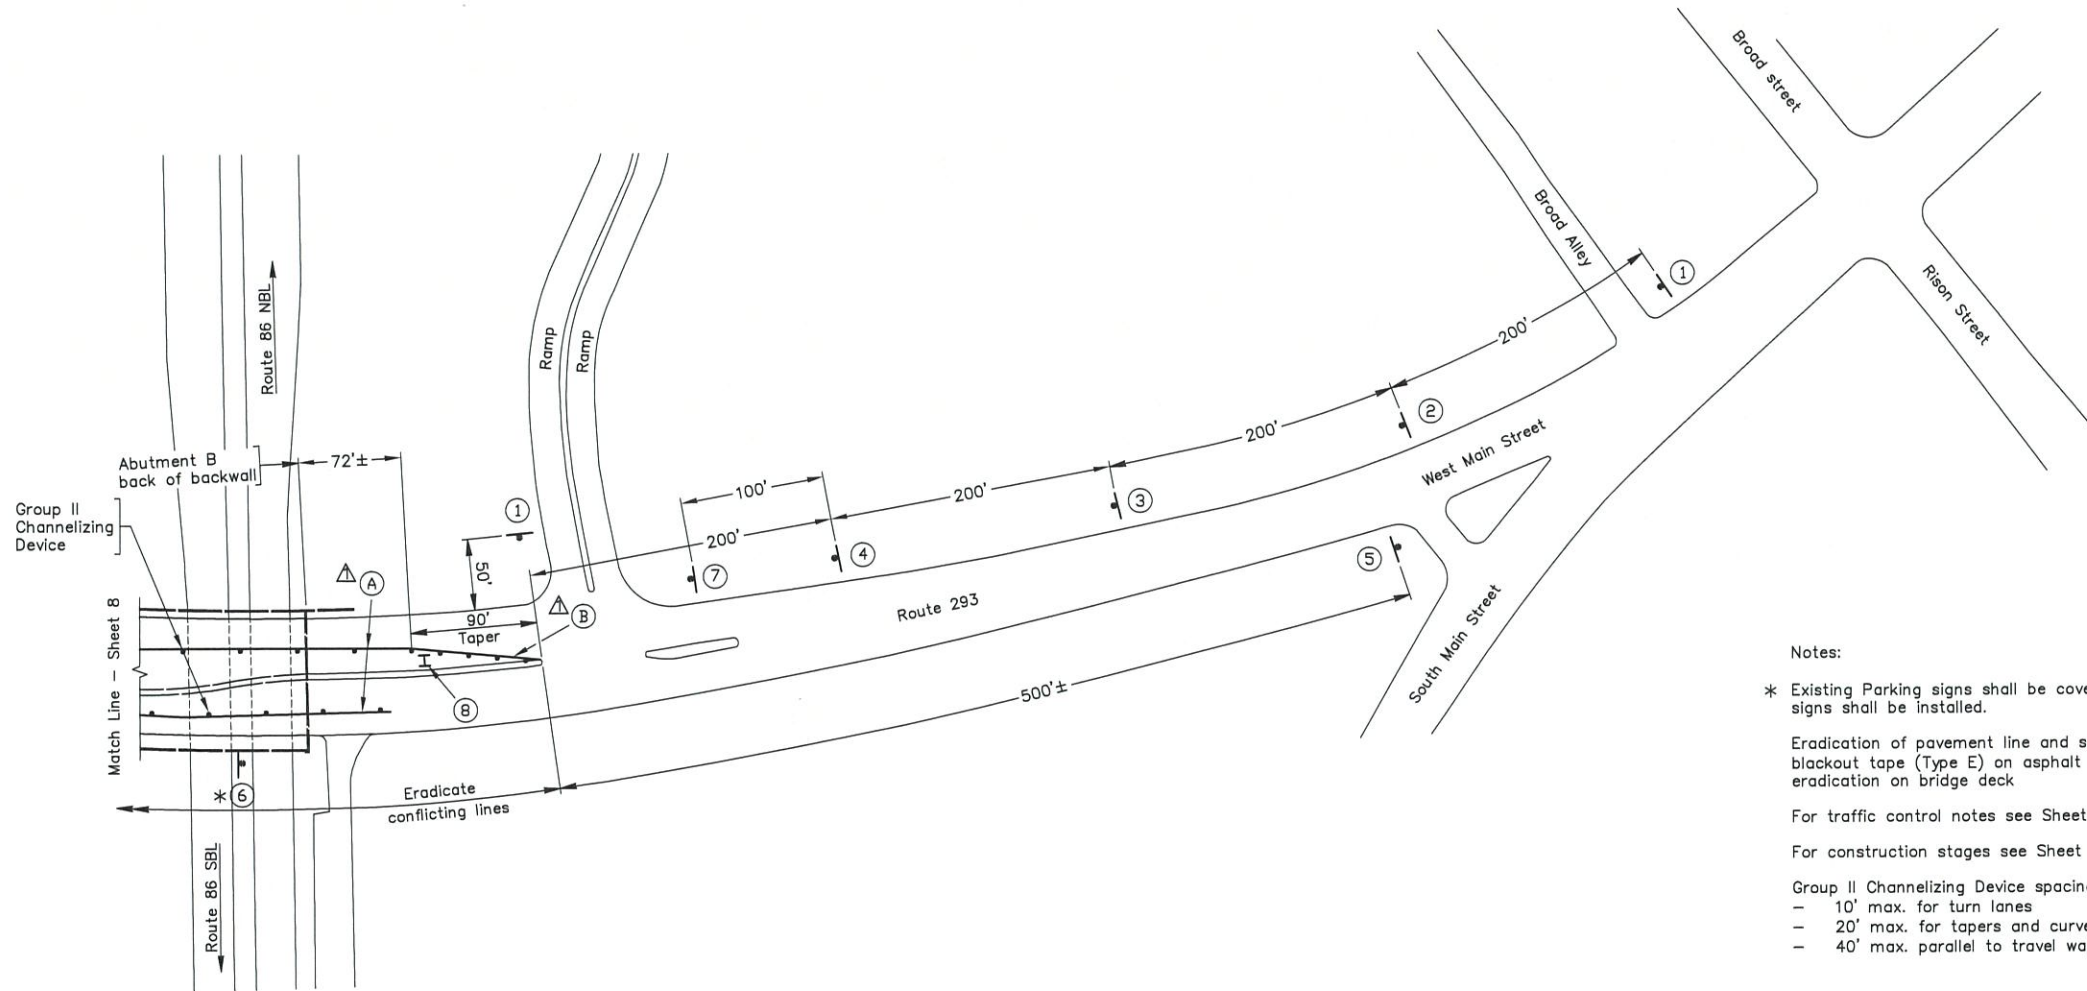 Broad street
Broad Alley
Rison Street
①
200'
②
200'
West Main Street
Route 86 NBL
Ramp
Ramp
Abutment B
back of backwall
72'±
Group II
Channelizing
Device
①
50'
100'
200'
③
200'
④
⑦
⑤
1
A
1
B
90'
Taper
Route 293
South Main Street
500'±
⑧
Match Line – Sheet 8
* ⑥
Eradicate
conflicting lines
Route 86 SBL
Notes:
* Existing Parking signs shall be
signs shall be installed.
Eradication of pavement line and
blackout tape (Type E) on asphalt
eradication on bridge deck
For traffic control notes see Sheet
For construction stages see Sheet
Group II Channelizing Device
– 10' max. for turn lanes
– 20' max. for tapers and
– 40' max. parallel to travel